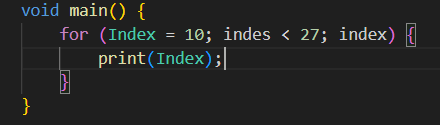 void main() {
    for (Index = 10; indes < 27; index) {
        print(Index);
    }
}